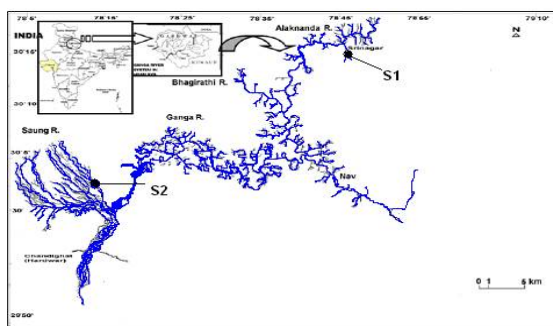 78°5' 78°15' 78°25' 78°35' 78°45' 78°55' 79°10'
INDIA
Alaknanda R.
Srinagar
S1
30°15'
Bhagirathi R.
30°10'
Ganga R.
Saung R.
30°5'
S2
Nav
30°
Chandighat
(Hardwar)
0 1 5 km
29°50'